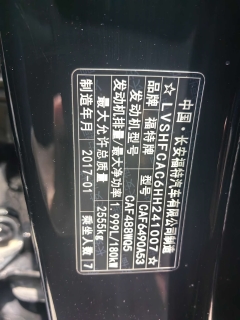 中国·长安福特汽车有限公司制造
☆LVSHFCAC6HH241007☆
品牌 福特牌 型号 CAF6490A53
发动机型号 CAF488WQ5
发动机排量/最大净功率 1.999L/180kW
最大允许总质量 2555kg
制造年月 2017-01 乘坐人数 7